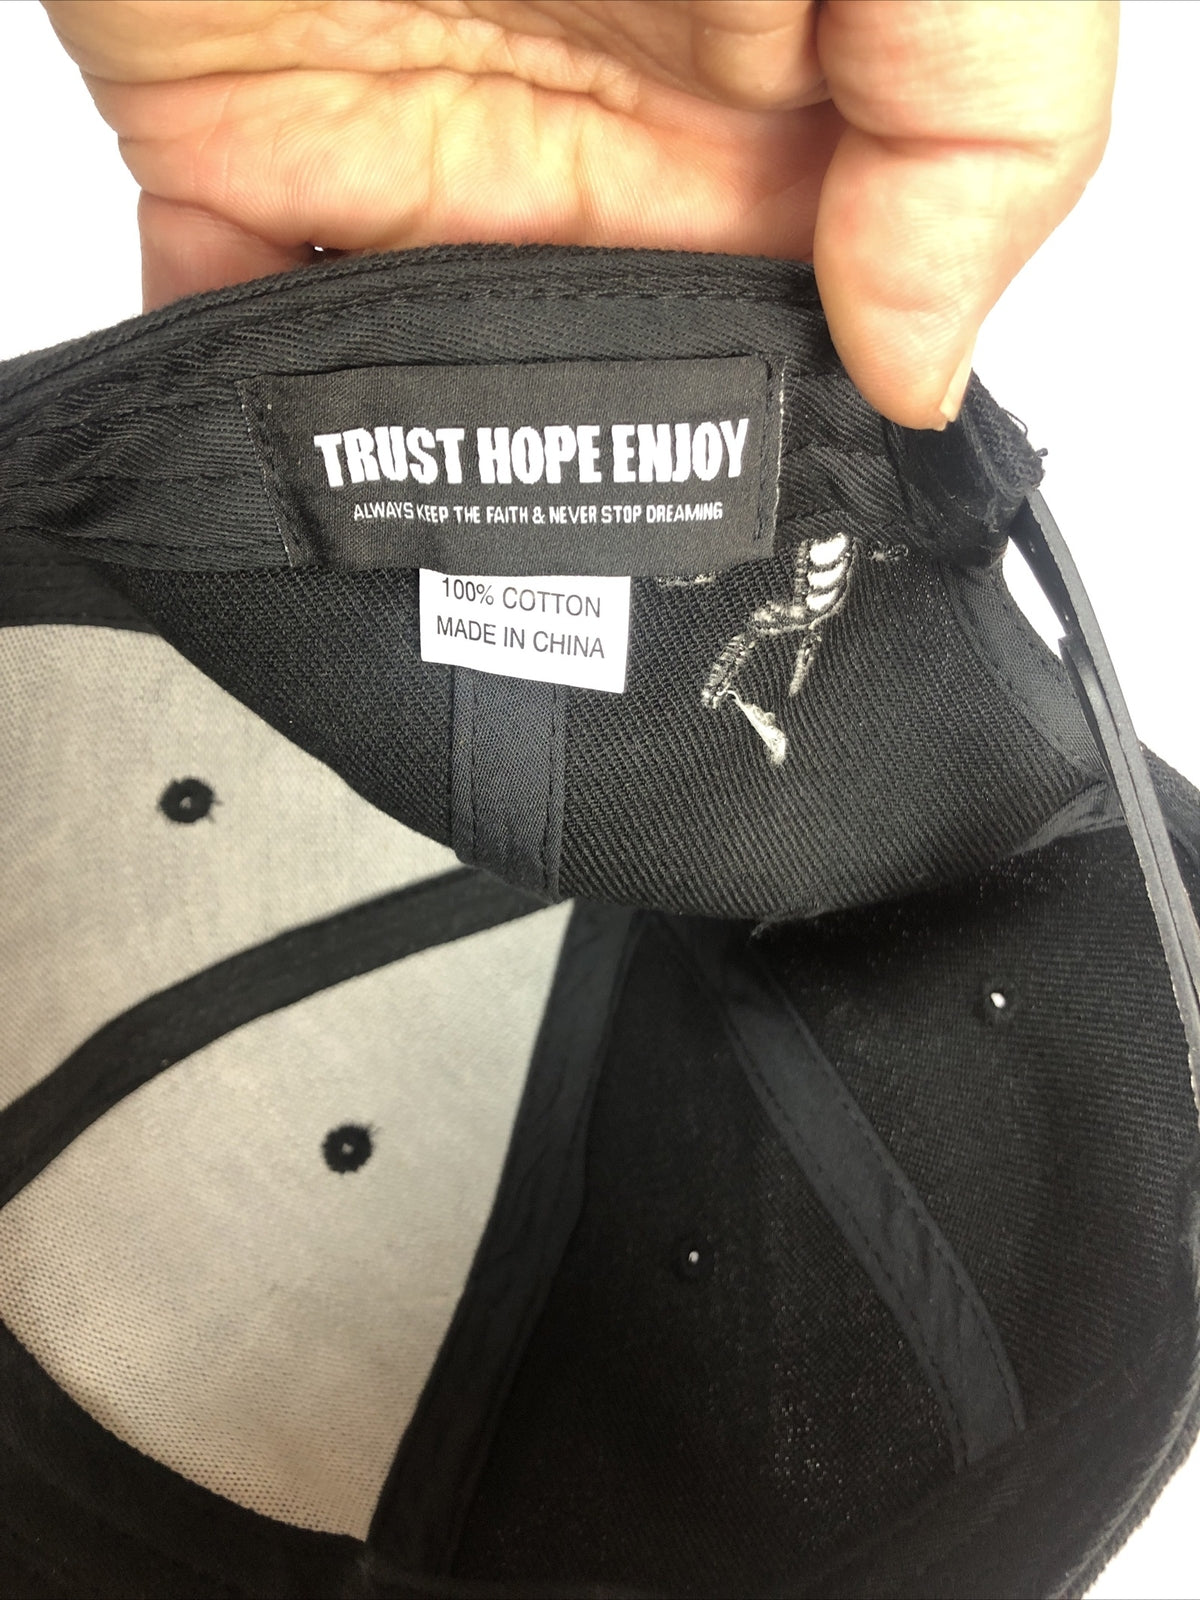 TRUST HOPE ENJOY
ALWAYS KEEP THE FAITH & NEVER STOP DREAMING
100% COTTON
MADE IN CHINA